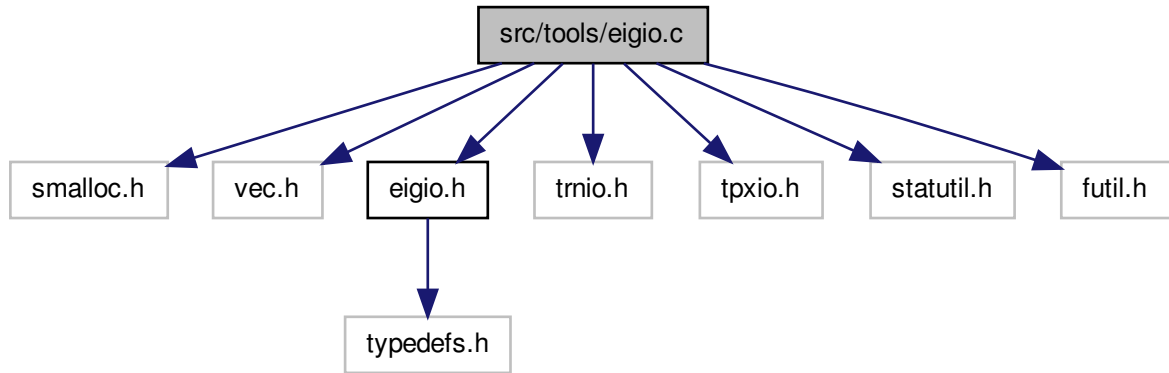 src/tools/eigio.c
smalloc.h
vec.h
eigio.h
trnio.h
tpxio.h
statutil.h
futil.h
typedefs.h